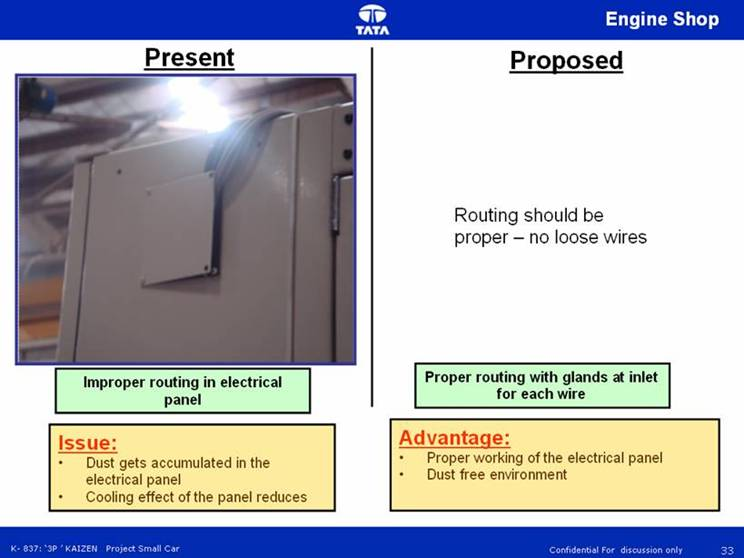 TATA
Engine Shop
Present
Proposed
Routing should be
proper – no loose wires
Improper routing in electrical
panel
Proper routing with glands at inlet
for each wire
Issue:
• Dust gets accumulated in the
electrical panel
• Cooling effect of the panel reduces
Advantage:
• Proper working of the electrical panel
• Dust free environment
K- 837: '3P ' KAIZEN Project Small Car
Confidential For discussion only
33